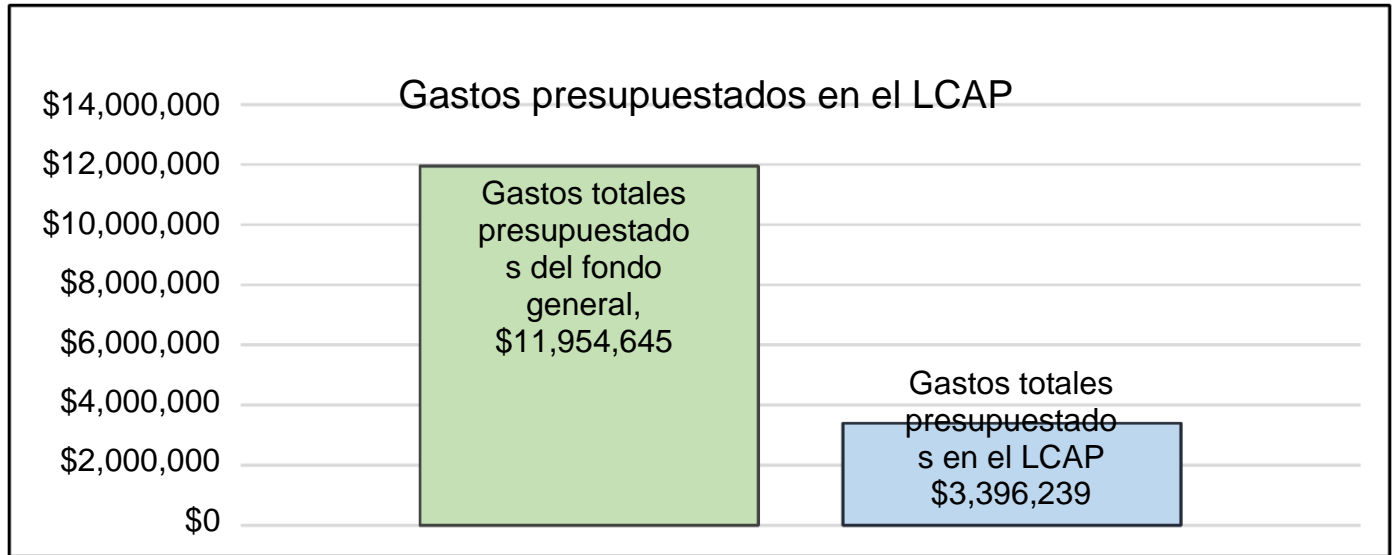 Gastos presupuestados en el LCAP
$14,000,000
$12,000,000
$10,000,000
$8,000,000
$6,000,000
$4,000,000
$2,000,000
$0
Gastos totales
presupuestado
s del fondo
general,
$11,954,645
Gastos totales
presupuestado
s en el LCAP
$3,396,239